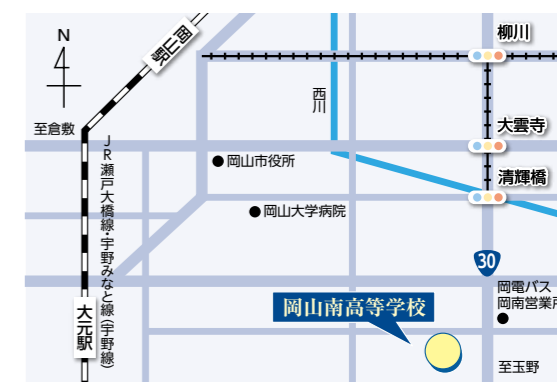 N
岡山駅
柳川
西川
至倉敷
大雲寺
JR瀬戸大橋線・宇野みなと線(宇野線)
岡山市役所
清輝橋
岡山大学病院
30
岡電バス
岡南営業所
大元駅
岡山南高等学校
至玉野